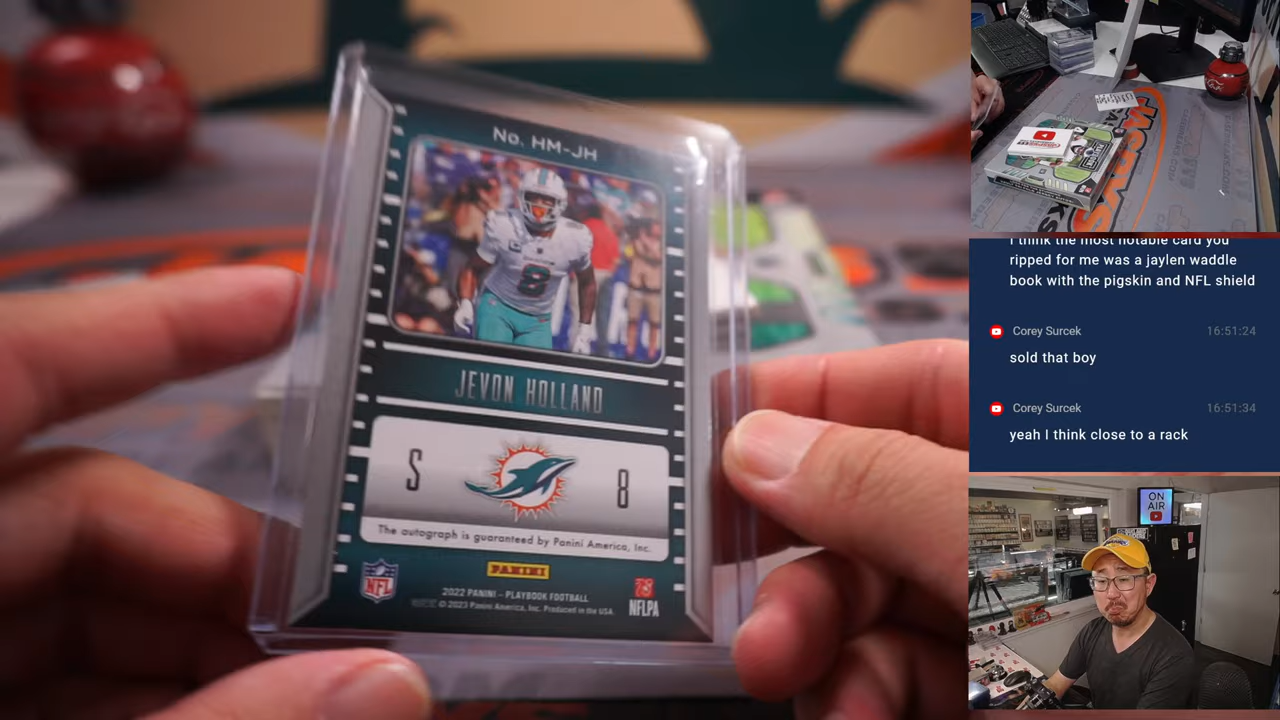 No. HM-JH
8
JEVON HOLLAND
S 8
The autograph is guaranteed by Panini America, Inc.
PANINI
NFL
2022 PANINI - PLAYBOOK FOOTBALL
© 2023 Panini America, Inc. Produced in the USA.
NFLPA
I think the most notable card you
ripped for me was a jaylen waddle
book with the pigskin and NFL shield
Corey Surcek 16:51:24
sold that boy
Corey Surcek 16:51:34
yeah I think close to a rack
ON
AIR